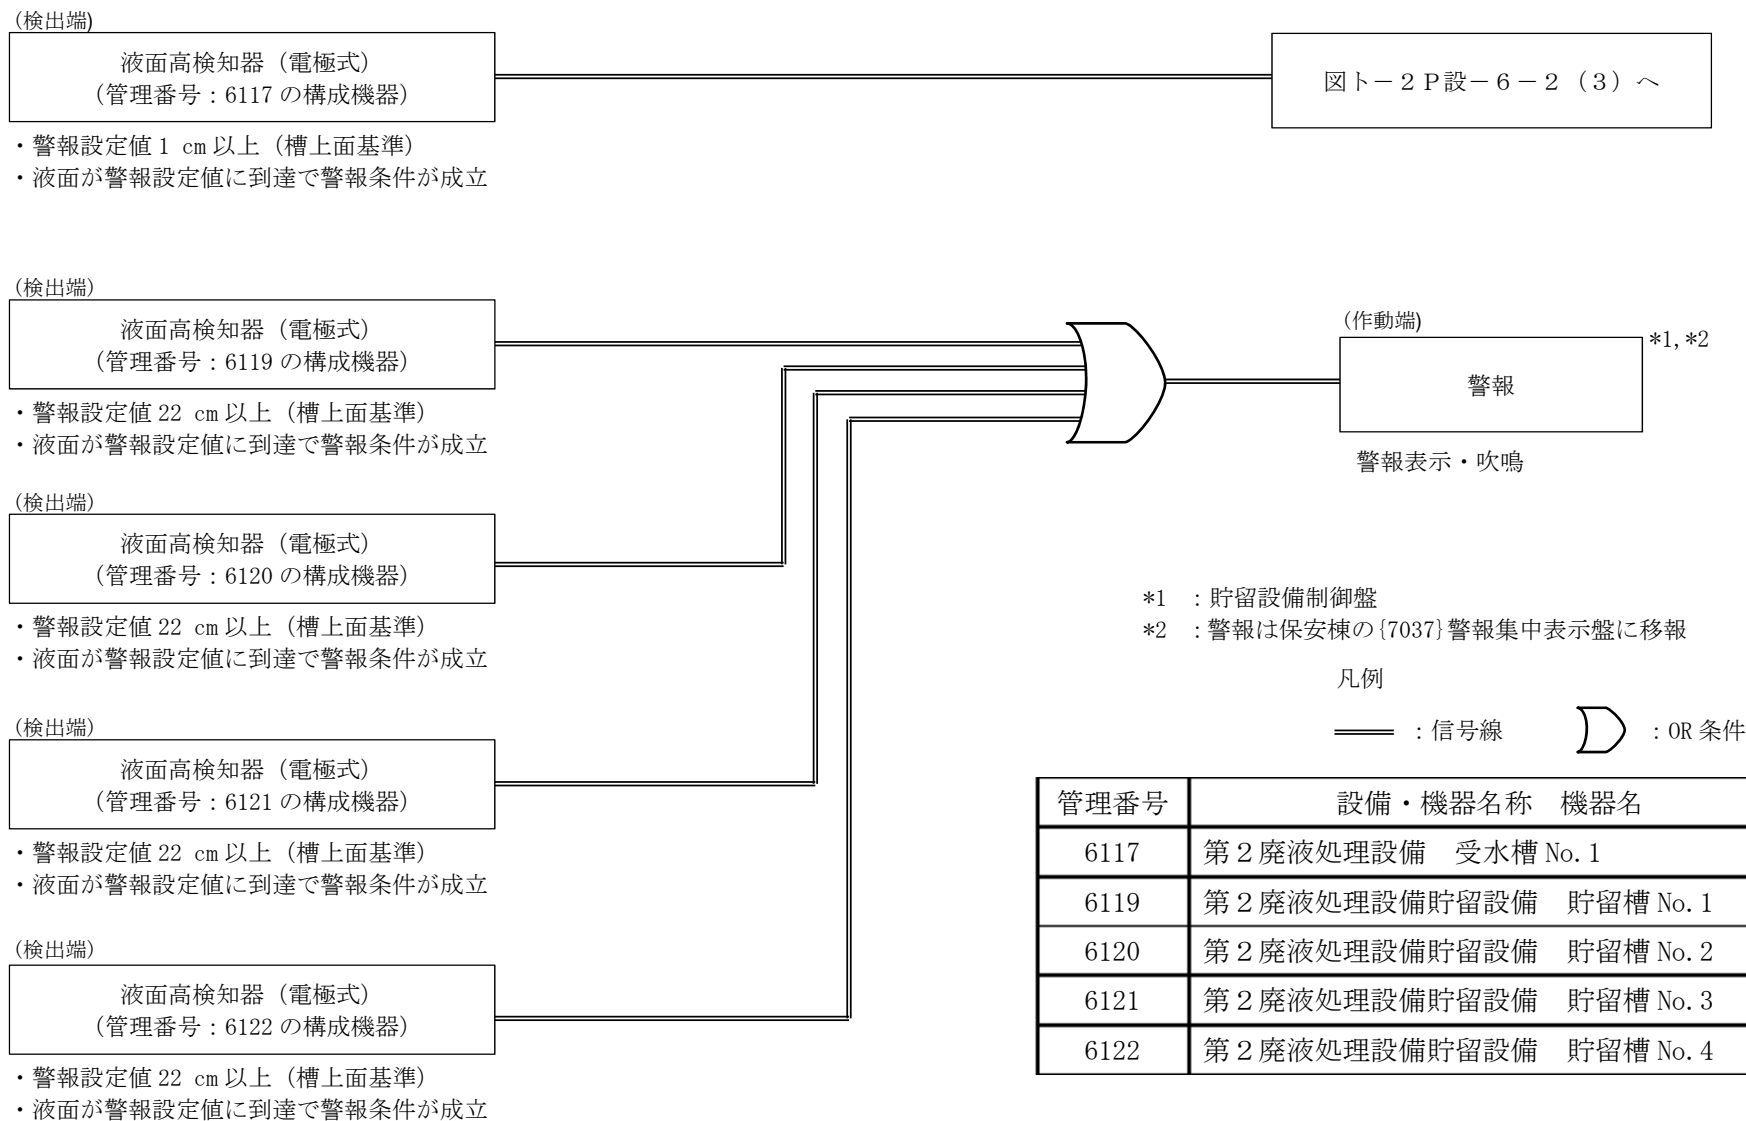 (検出端)
液面高検知器（電極式）
（管理番号：6117 の構成機器）
図ト－２Ｐ設－６－２（３）へ
・警報設定値 1 cm 以上（槽上面基準）
・液面が警報設定値に到達で警報条件が成立
(検出端)
液面高検知器（電極式）
（管理番号：6119 の構成機器）
・警報設定値 22 cm 以上（槽上面基準）
・液面が警報設定値に到達で警報条件が成立
(作動端)
*1,*2
警報
警報表示・吹鳴
(検出端)
液面高検知器（電極式）
（管理番号：6120 の構成機器）
・警報設定値 22 cm 以上（槽上面基準）
・液面が警報設定値に到達で警報条件が成立
*1 ：貯留設備制御盤
*2 ：警報は保安棟の{7037}警報集中表示盤に移報
凡例
：信号線
：OR 条件
(検出端)
液面高検知器（電極式）
（管理番号：6121 の構成機器）
・警報設定値 22 cm 以上（槽上面基準）
・液面が警報設定値に到達で警報条件が成立
(検出端)
液面高検知器（電極式）
（管理番号：6122 の構成機器）
・警報設定値 22 cm 以上（槽上面基準）
・液面が警報設定値に到達で警報条件が成立
管理番号 設備・機器名称　機器名
6117 第２廃液処理設備　受水槽 No.1
6119 第２廃液処理設備貯留設備　貯留槽 No.1
6120 第２廃液処理設備貯留設備　貯留槽 No.2
6121 第２廃液処理設備貯留設備　貯留槽 No.3
6122 第２廃液処理設備貯留設備　貯留槽 No.4